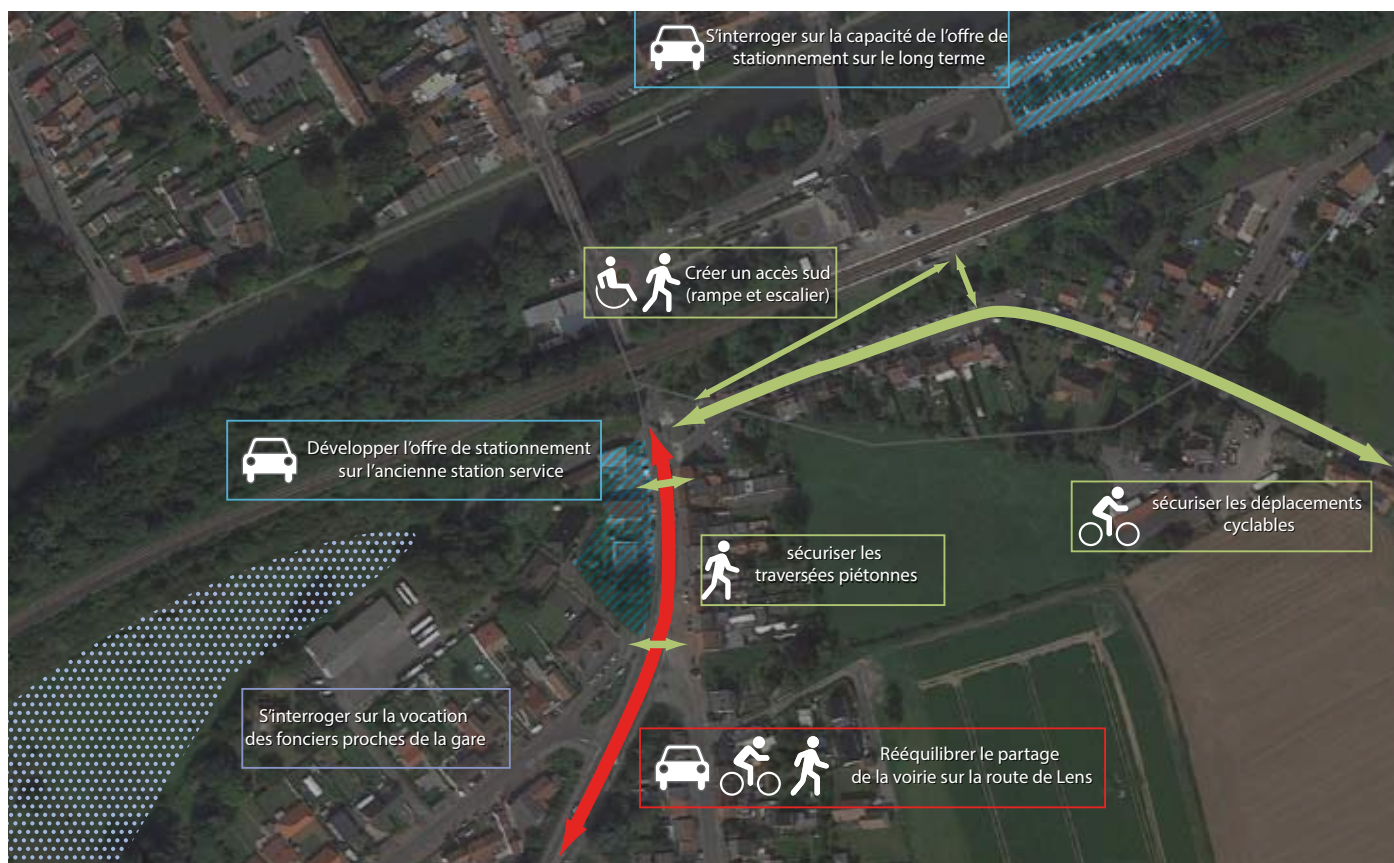 S'interroger sur la capacité de l'offre de
stationnement sur le long terme
Créer un accès sud
(rampe et escalier)
Développer l'offre de stationnement
sur l'ancienne station service
sécuriser les déplacements
cyclables
sécuriser les
traversées piétonnes
S'interroger sur la vocation
des fonciers proches de la gare
Rééquilibrer le partage
de la voirie sur la route de Lens